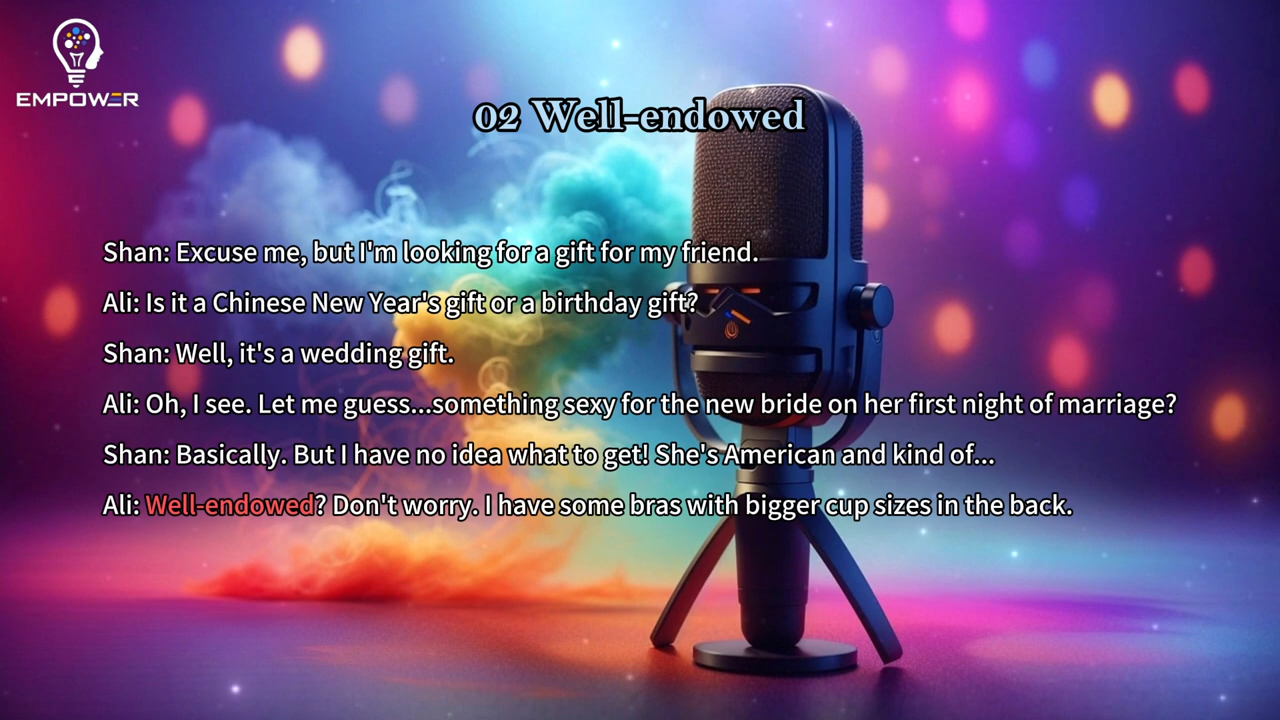 EMPOWER
02 Well-endowed
Shan: Excuse me, but I'm looking for a gift for my friend.
Ali: Is it a Chinese New Year's gift or a birthday gift?
Shan: Well, it's a wedding gift.
Ali: Oh, I see. Let me guess...something sexy for the new bride on her first night of marriage?
Shan: Basically. But I have no idea what to get! She's American and kind of...
Ali: Well-endowed? Don't worry. I have some bras with bigger cup sizes in the back.